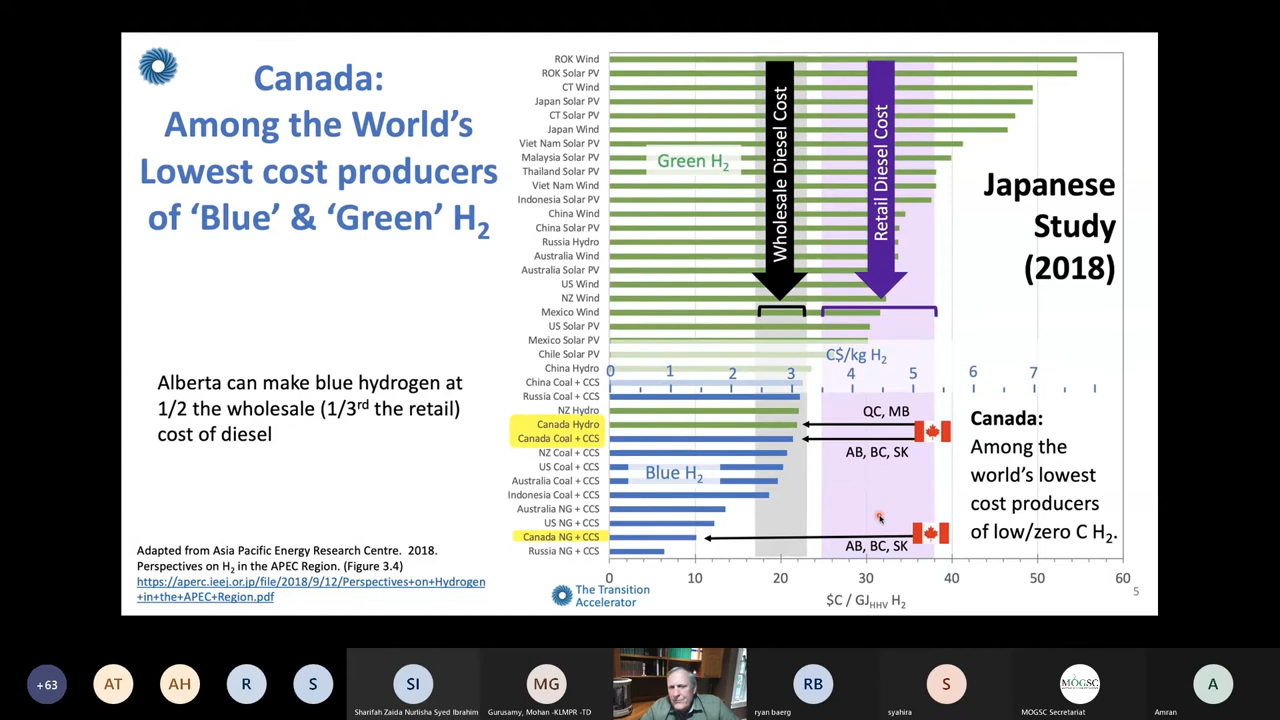 Canada:
Among the World's
Lowest cost producers
of 'Blue' & 'Green' H2
Alberta can make blue hydrogen at
1/2 the wholesale (1/3rd the retail)
cost of diesel
Adapted from Asia Pacific Energy Research Centre. 2018.
Perspectives on H2 in the APEC Region. (Figure 3.4)
https://aperc.ieej.or.jp/file/2018/9/12/Perspectives+on+Hydrogen
+in+the+APEC+Region.pdf
ROK Wind
ROK Solar PV
CT Wind
Japan Solar PV
CT Solar PV
Japan Wind
Viet Nam Solar PV
Malaysia Solar PV
Thailand Solar PV
Viet Nam Wind
Indonesia Solar PV
China Wind
China Solar PV
Russia Hydro
Australia Wind
Australia Solar PV
US Wind
NZ Wind
Mexico Wind
US Solar PV
Mexico Solar PV
Chile Solar PV
China Hydro
China Coal + CCS
Russia Coal + CCS
NZ Hydro
Canada Hydro
Canada Coal + CCS
NZ Coal + CCS
US Coal + CCS
Australia Coal + CCS
Indonesia Coal + CCS
Australia NG + CCS
US NG + CCS
Canada NG + CCS
Russia NG + CCS
Green H2
Wholesale Diesel Cost
Retail Diesel Cost
C$/kg H2
0 1 2 3 4 5 6 7
QC, MB
AB, BC, SK
Blue H2
AB, BC, SK
0 10 20 30 40 50 60
$C / GJHHV H2
The Transition
Accelerator
Japanese
Study
(2018)
Canada:
Among the
world's lowest
cost producers
of low/zero C H2.
5
+63
AT
AH
R
S
SI
Sharifah Zaida Nurlisha Syed Ibrahim
MG
Gurusamy, Mohan -KLMPR -TD
RB
ryan baerg
S
syahira
MOGSC
MOGSC Secretariat
A
Amran